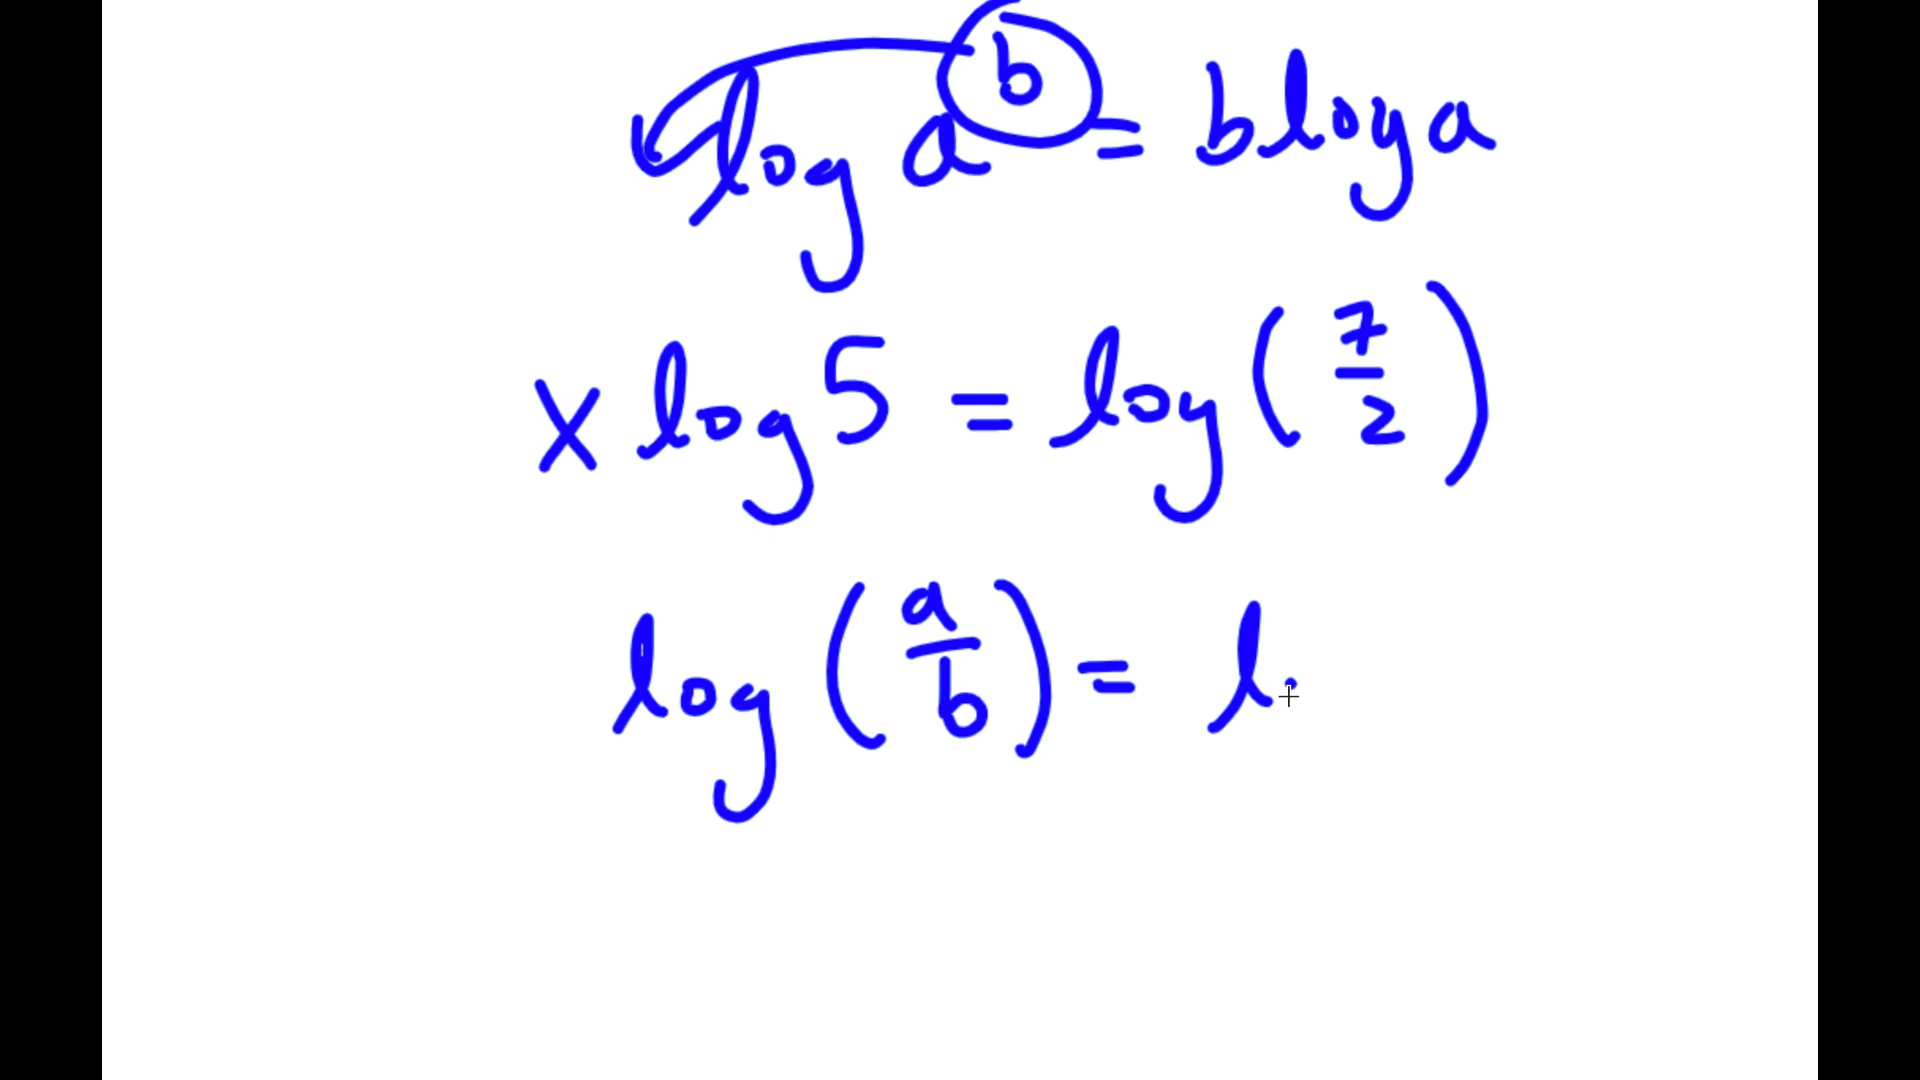 log a^b = b log a
x log 5 = log (7/2)
log (a/b) = l